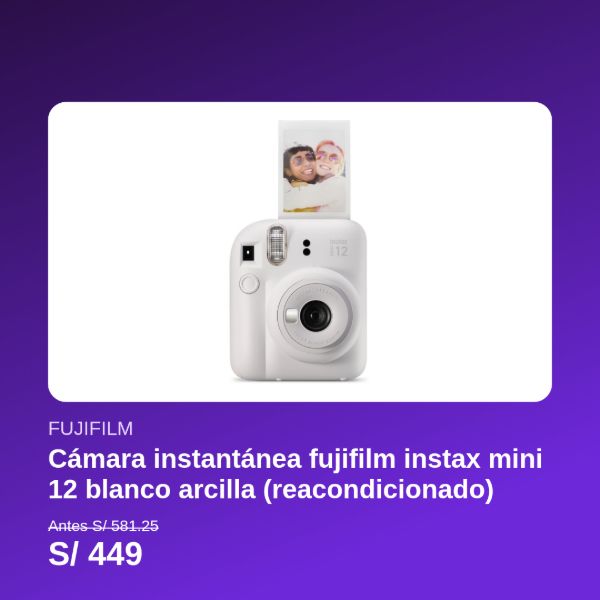 instax
mini 12
FUJIFILM
Cámara instantánea fujifilm instax mini
12 blanco arcilla (reacondicionado)
Antes S/ 581.25
S/ 449